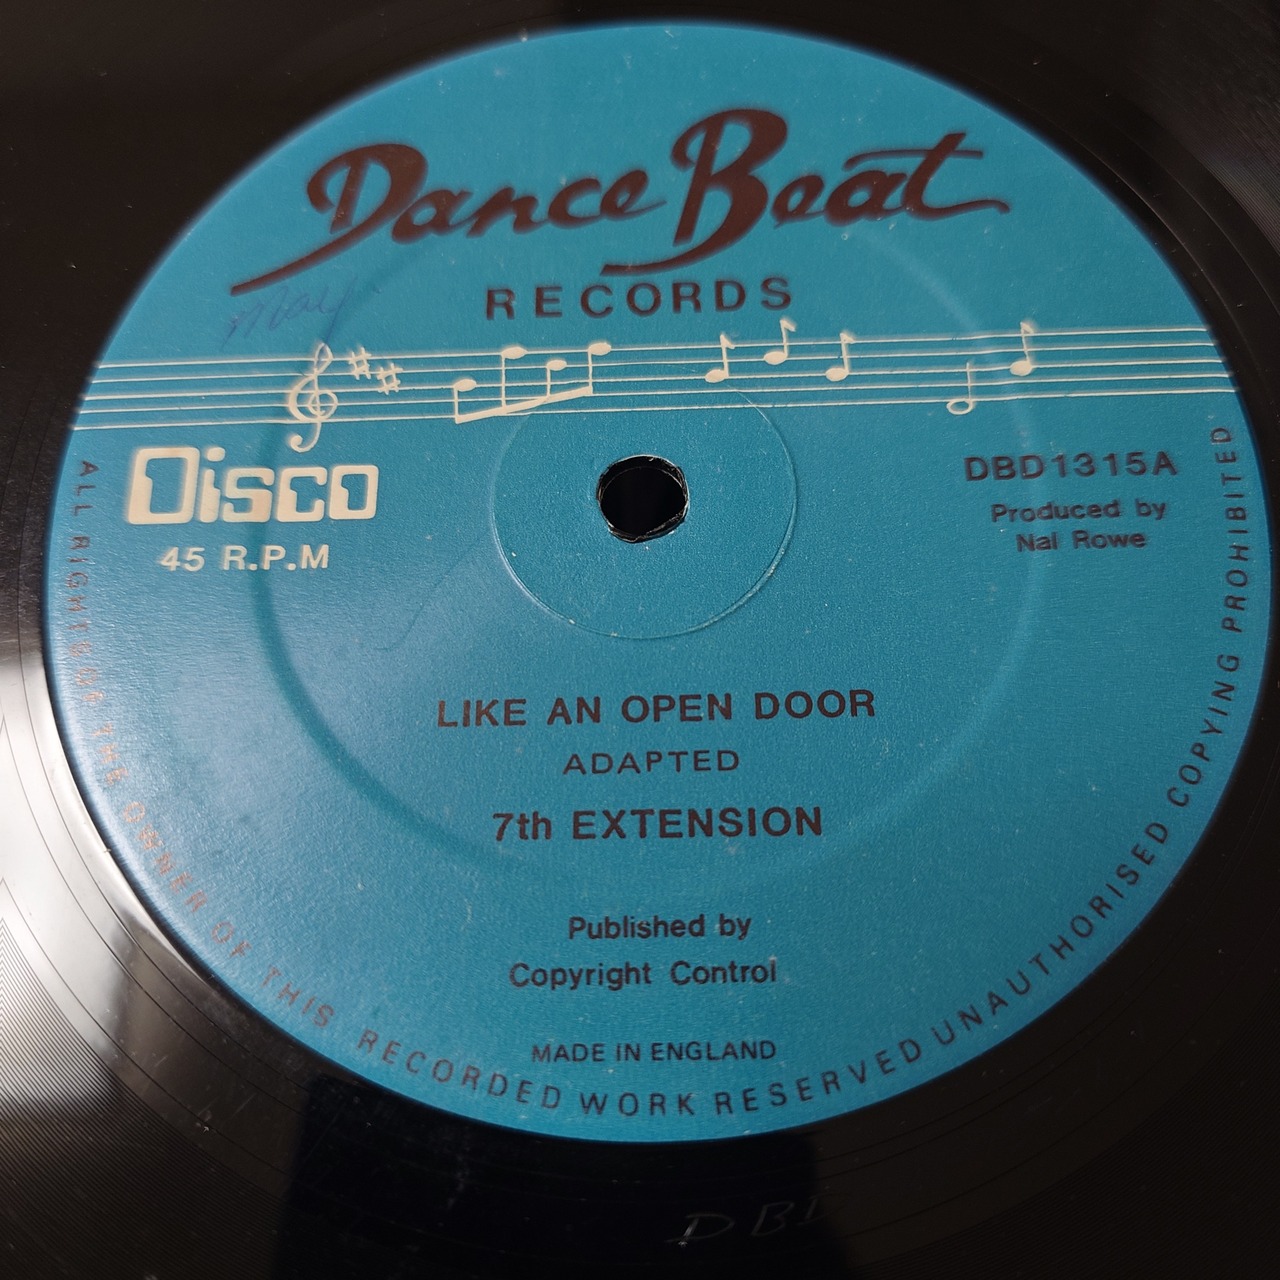 Dance Beat
RECORDS
May
Disco
45 R.P.M
DBD1315A
Produced by
Nal Rowe
LIKE AN OPEN DOOR
ADAPTED
7th EXTENSION
Published by
Copyright Control
MADE IN ENGLAND
ALL RIGHTS OF THE OWNER OF THIS RECORDED WORK RESERVED UNAUTHORISED COPYING PROHIBITED